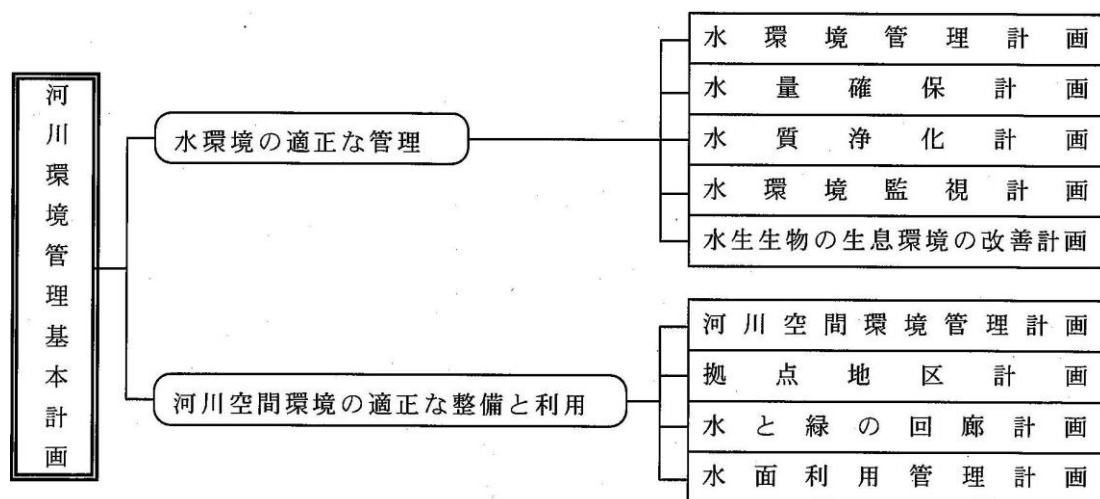 河川環境管理基本計画
水環境の適正な管理
水環境管理計画
水量確保計画
水質浄化計画
水環境監視計画
水生生物の生息環境の改善計画
河川空間環境の適正な整備と利用
河川空間環境管理計画
拠点地区計画
水と緑の回廊計画
水面利用管理計画